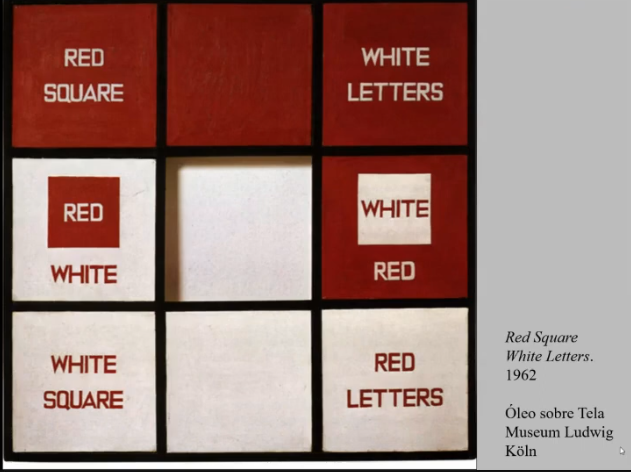 RED
SQUARE
WHITE
LETTERS
RED
WHITE
WHITE
RED
WHITE
SQUARE
RED
LETTERS
Red Square
White Letters.
1962
Óleo sobre Tela
Museum Ludwig
Köln